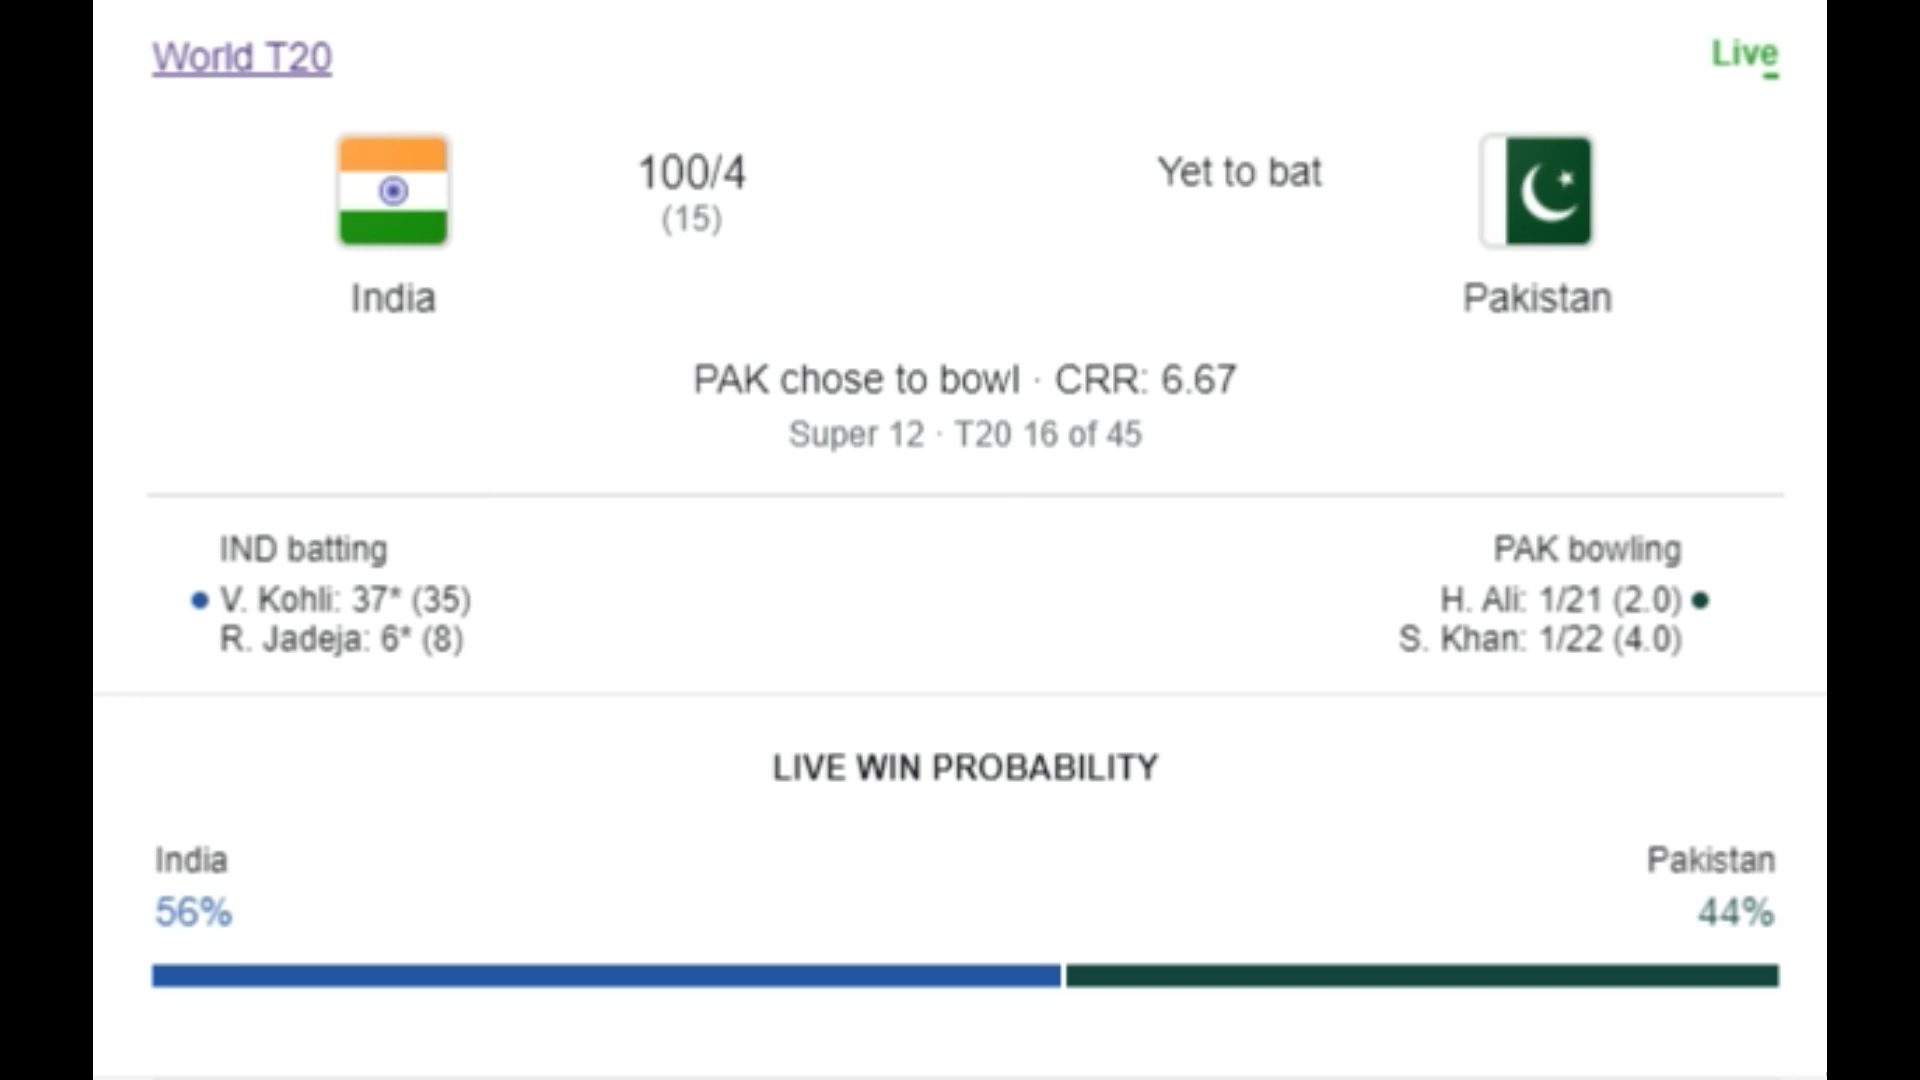 World T20
Live
100/4
(15)
Yet to bat
India
Pakistan
PAK chose to bowl · CRR: 6.67
Super 12 · T20 16 of 45
IND batting
V. Kohli: 37* (35)
R. Jadeja: 6* (8)
PAK bowling
H. Ali: 1/21 (2.0)
S. Khan: 1/22 (4.0)
LIVE WIN PROBABILITY
India
56%
Pakistan
44%